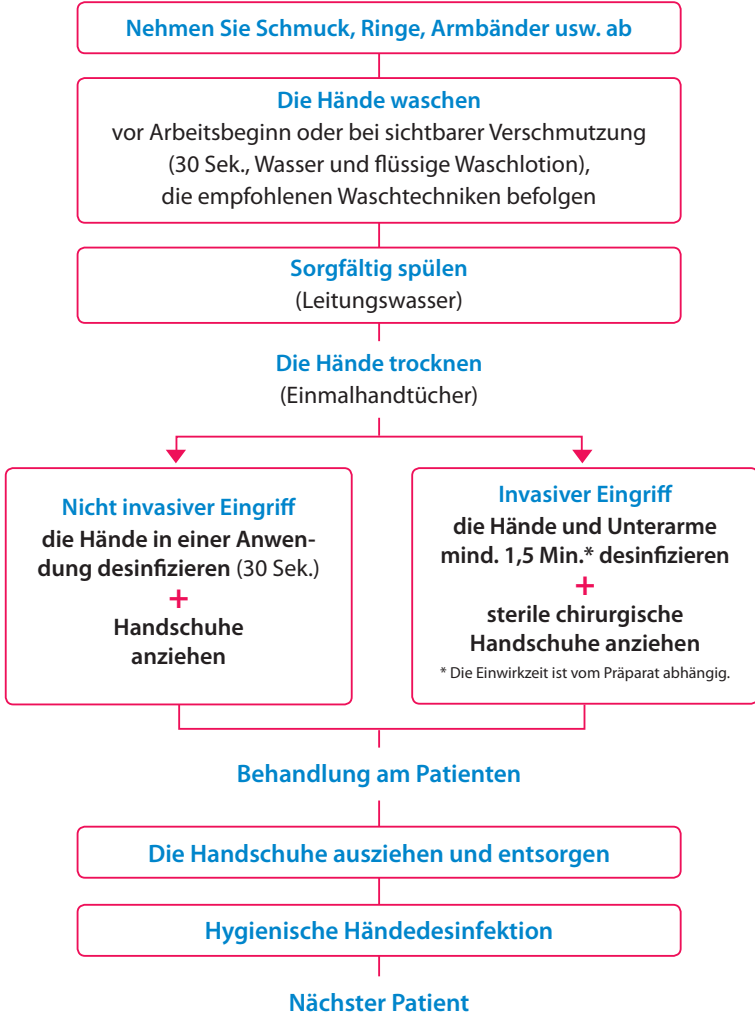 Nehmen Sie Schmuck, Ringe, Armbänder usw. ab
Die Hände waschen
vor Arbeitsbeginn oder bei sichtbarer Verschmutzung
(30 Sek., Wasser und flüssige Waschlotion),
die empfohlenen Waschtechniken befolgen
Sorgfältig spülen
(Leitungswasser)
Die Hände trocknen
(Einmalhandtücher)
Nicht invasiver Eingriff
die Hände in einer Anwen-
dung desinfizieren (30 Sek.)
+
Handschuhe
anziehen
Invasiver Eingriff
die Hände und Unterarme
mind. 1,5 Min.* desinfizieren
+
sterile chirurgische
Handschuhe anziehen
* Die Einwirkzeit ist vom Präparat abhängig.
Behandlung am Patienten
Die Handschuhe ausziehen und entsorgen
Hygienische Händedesinfektion
Nächster Patient